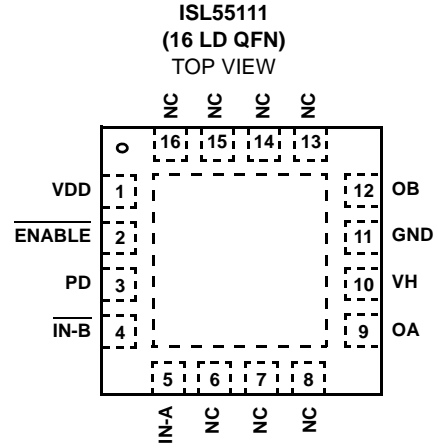 ISL55111
(16 LD QFN)
TOP VIEW
NC NC NC NC
16 15 14 13
VDD 1 12 OB
ENABLE 2 11 GND
PD 3 10 VH
IN-B 4 9 OA
5 6 7 8
IN-A NC NC NC